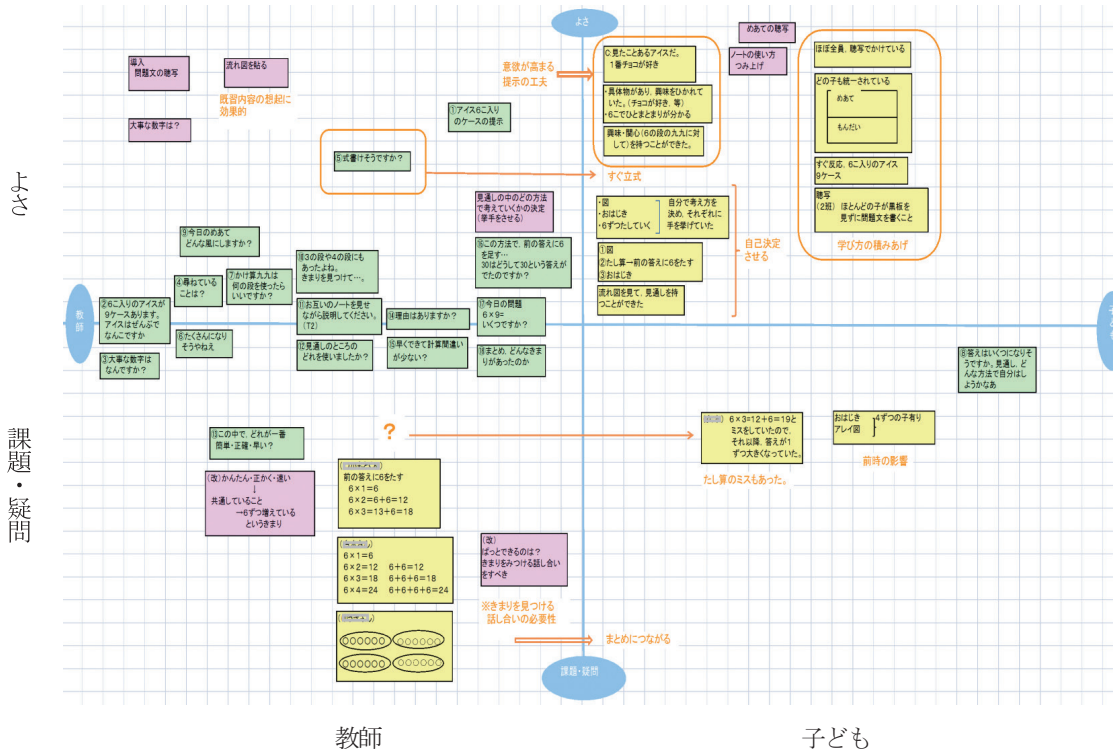 よさ
導入
問題文の聴写
大事な数字は？
流れ図を貼る
既習内容の想起に
効果的
①アイス6こ入り
のケースの提示
⑤式書けそうですか？
すぐ立式
意欲が高まる
提示の工夫
C:見たことあるアイスだ。
1番チョコが好き
・具体物があり、興味をひかれて
いた。(チョコが好き、等)
・6こでひとまとまりが分かる
興味・関心(6の段の九九に対
して)を持つことができた。
めあての聴写
ノートの使い方
つみ上げ
ほぼ全員、聴写でかけている
どの子も統一されている
めあて
もんだい
すぐ反応、6こ入りのアイス
9ケース
聴写
(2班) ほとんどの子が黒板を
見ずに問題文を書くこと
学び方の積みあげ
見通しの中のどの方法
で考えていくかの決定
(挙手をさせる)
・図
・おはじき
・6ずつたしていく
自分で考え方を
決め、それぞれに
手を挙げていた
①図
②たし算→前の答えに6をたす
③おはじき
流れ図を見て、見通しを持
つことができた
自己決定
させる
よさ
⑨今日のめあて
どんな風にしますか？
④尋ねている
ことは？
⑦かけ算九九は
何の段を使ったら
いいですか？
⑩3の段や4の段にも
あったよね。
きまりを見つけて…。
⑯この方法で、前の答えに6
を足す…
30はどうして30という答えが
でたのですか？
教師
②6こ入りのアイスが
9ケースあります。
アイスはぜんぶで
なんこですか
③大事な数字は
なんですか？
⑥たくさんになり
そうやねえ
⑪お互いのノートを見せ
ながら説明してください。
(T2)
⑫見通しのところの
どれを使いましたか？
⑭理由はありますか？
⑮早くできて計算間違い
が少ない？
⑰今日の問題
6×9=
いくつですか？
⑱まとめ、どんなきま
りがあったのか
⑧答えはいくつになりそ
うですか。見通し、ど
んな方法で自分はし
ようかなあ
課題・疑問
⑬この中で、どれが一番
簡単・正確・早い？
？
(改)かんたん・正かく・速い
↓
共通していること
→6ずつ増えている
というきまり
前の答えに6をたす
6×1=6
6×2=6+6=12
6×3=13+6=18
6×1=6
6×2=12 6+6=12
6×3=18 6+6+6=18
6×4=24 6+6+6+6=24
(改)
ぱっとできるのは？
きまりをみつける話し合い
をすべき
※きまりを見つける
話し合いの必要性
まとめにつながる
6×3=12+6=19と
ミスをしていたので、
それ以降、答えが1
ずつ大きくなっていた。
たし算のミスもあった。
おはじき
アレイ図
4ずつの子有り
前時の影響
課題・疑問
教師
子ども